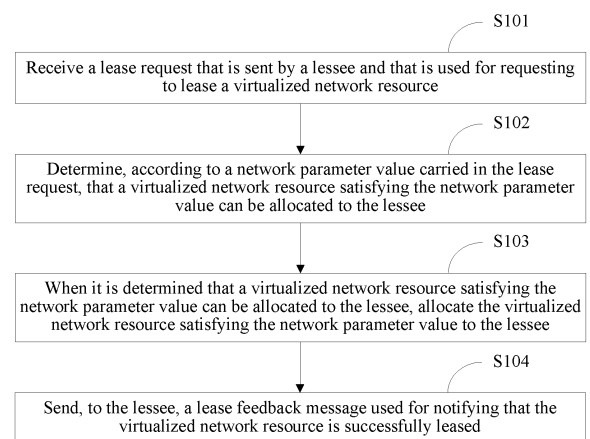 S101
Receive a lease request that is sent by a lessee and that is used for requesting
to lease a virtualized network resource
S102
Determine, according to a network parameter value carried in the lease
request, that a virtualized network resource satisfying the network parameter
value can be allocated to the lessee
S103
When it is determined that a virtualized network resource satisfying the
network parameter value can be allocated to the lessee, allocate the virtualized
network resource satisfying the network parameter value to the lessee
S104
Send, to the lessee, a lease feedback message used for notifying that the
virtualized network resource is successfully leased